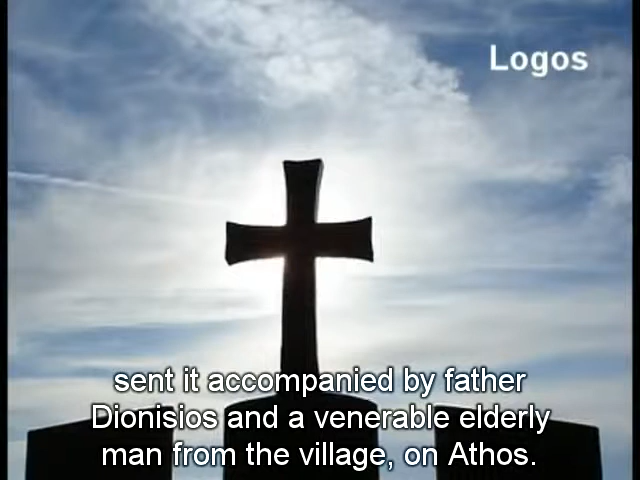 Logos
sent it accompanied by father
Dionisios and a venerable elderly
man from the village, on Athos.